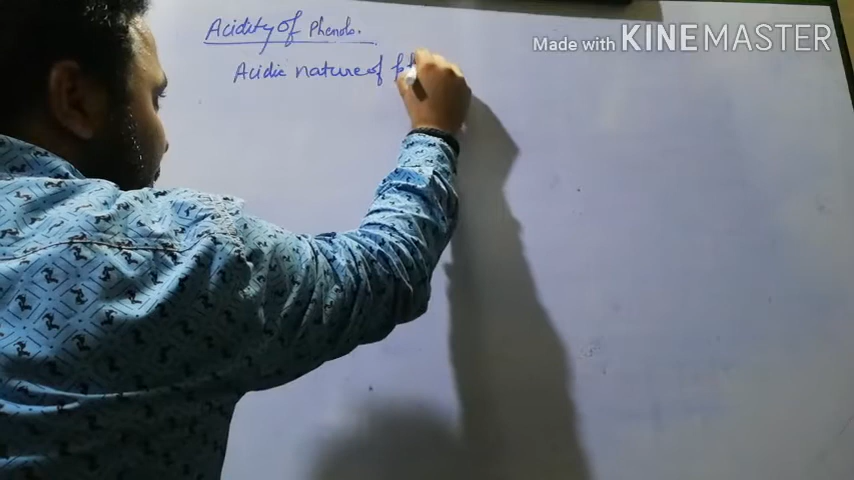 Acidity of Phenols.
Made with KINEMASTER
Acidic nature of